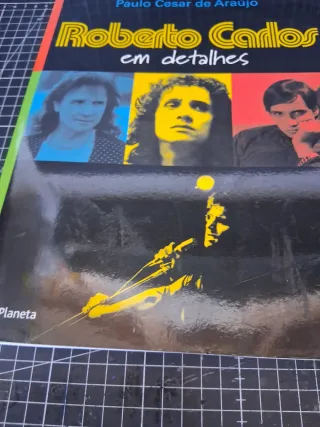 Paulo Cesar de Araújo
Roberto Carlos
em detalhes
Planeta